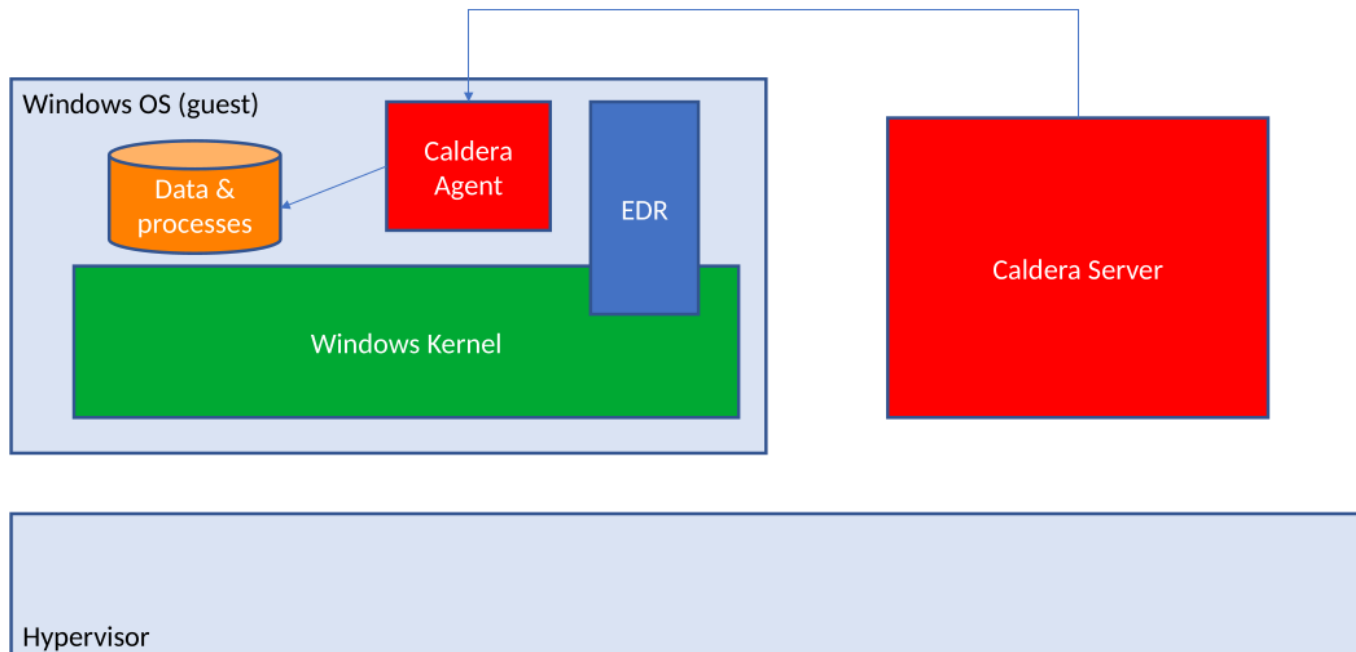 Windows OS (guest)
Caldera
Agent
Data &
processes
EDR
Windows Kernel
Caldera Server
Hypervisor